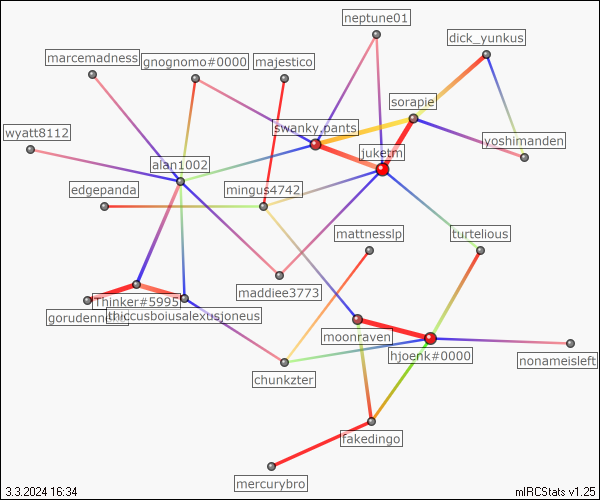 neptune01
dick_yunkus
marcemadness
gnognomo#0000
majestico
sorapie
swanky.pants
wyatt8112
yoshimanden
juketm
alan1002
edgepanda
mingus4742
mattnesslp
turtelious
maddiee3773
Thinker#5995
thiccusboiusalexusjoneus
moonraven
hjoenk#0000
nonameisleft
chunkzter
fakedingo
mercurybro
3.3.2024 16:34
mIRCStats v1.25